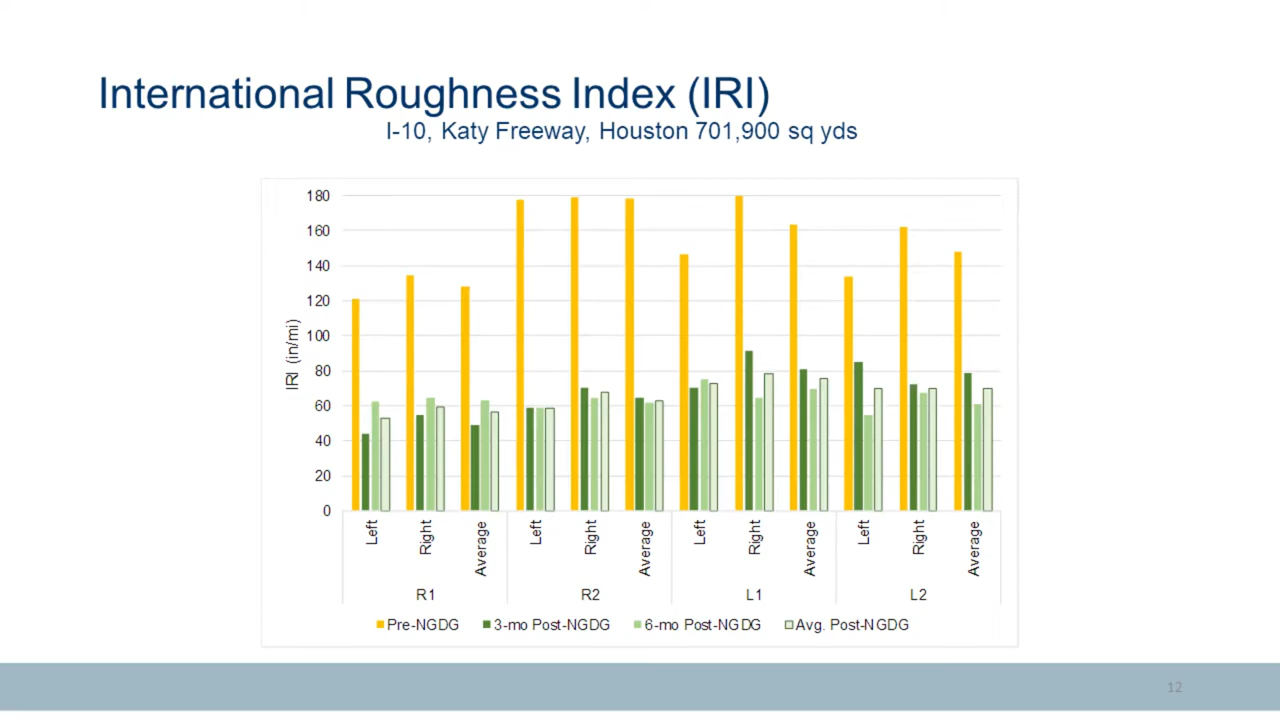 International Roughness Index (IRI)
I-10, Katy Freeway, Houston 701,900 sq yds
180
160
140
120
100
80
60
40
20
0
IRI (in/mi)
Left Right Average Left Right Average Left Right Average Left Right Average
R1 R2 L1 L2
Pre-NGDG 3-mo Post-NGDG 6-mo Post-NGDG Avg. Post-NGDG
12